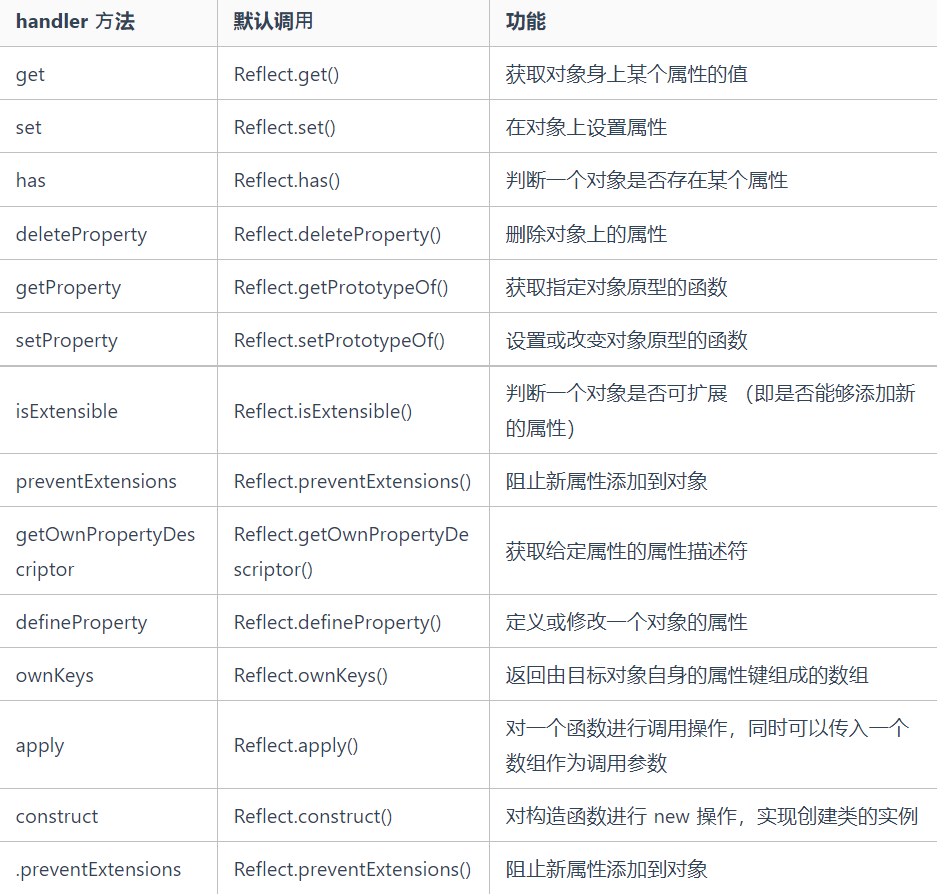 handler 方法 默认调用 功能
get Reflect.get() 获取对象身上某个属性的值
set Reflect.set() 在对象上设置属性
has Reflect.has() 判断一个对象是否存在某个属性
deleteProperty Reflect.deleteProperty() 删除对象上的属性
getProperty Reflect.getPrototypeOf() 获取指定对象原型的函数
setProperty Reflect.setPrototypeOf() 设置或改变对象原型的函数
isExtensible Reflect.isExtensible() 判断一个对象是否可扩展 （即是否能够添加新
的属性）
preventExtensions Reflect.preventExtensions() 阻止新属性添加到对象
getOwnPropertyDes Reflect.getOwnPropertyDe 获取给定属性的属性描述符
criptor scriptor()
defineProperty Reflect.defineProperty() 定义或修改一个对象的属性
ownKeys Reflect.ownKeys() 返回由目标对象自身的属性键组成的数组
apply Reflect.apply() 对一个函数进行调用操作，同时可以传入一个
数组作为调用参数
construct Reflect.construct() 对构造函数进行 new 操作，实现创建类的实例
.preventExtensions Reflect.preventExtensions() 阻止新属性添加到对象